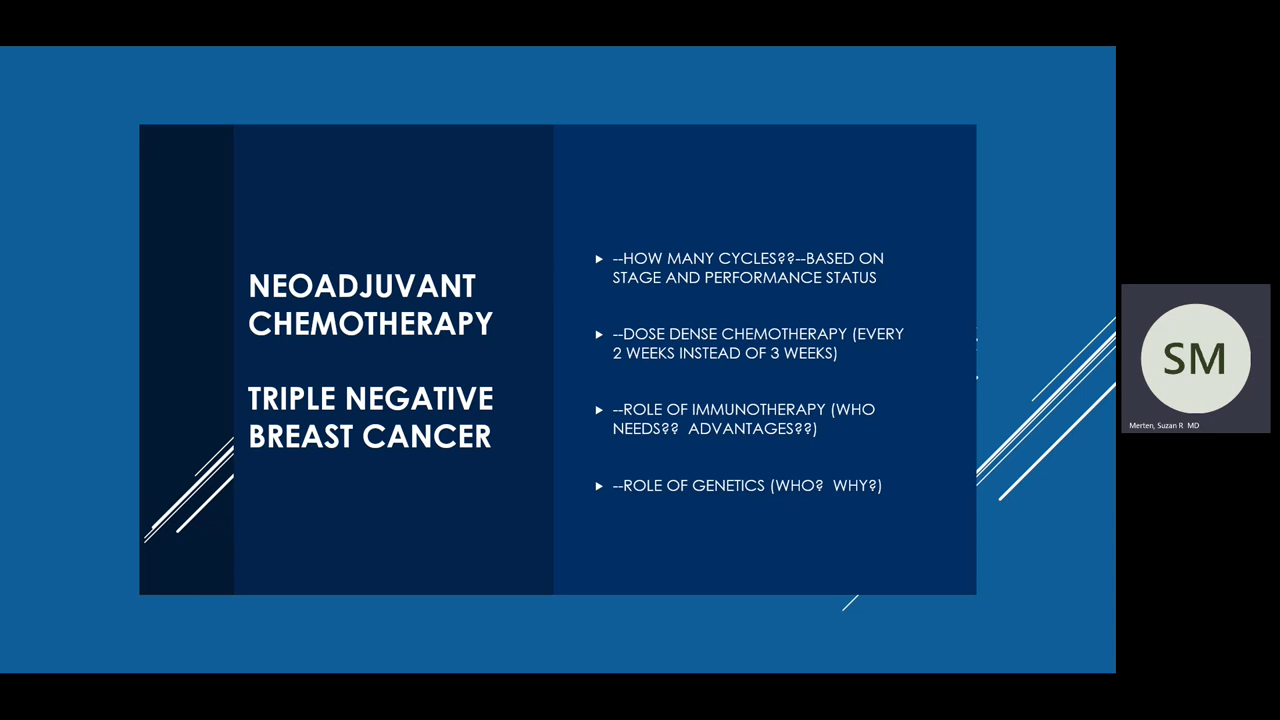 NEOADJUVANT
CHEMOTHERAPY
TRIPLE NEGATIVE
BREAST CANCER
--HOW MANY CYCLES??--BASED ON
STAGE AND PERFORMANCE STATUS
--DOSE DENSE CHEMOTHERAPY (EVERY
2 WEEKS INSTEAD OF 3 WEEKS)
--ROLE OF IMMUNOTHERAPY (WHO
NEEDS??  ADVANTAGES??)
--ROLE OF GENETICS (WHO?  WHY?)
SM
Merten, Suzan R  MD